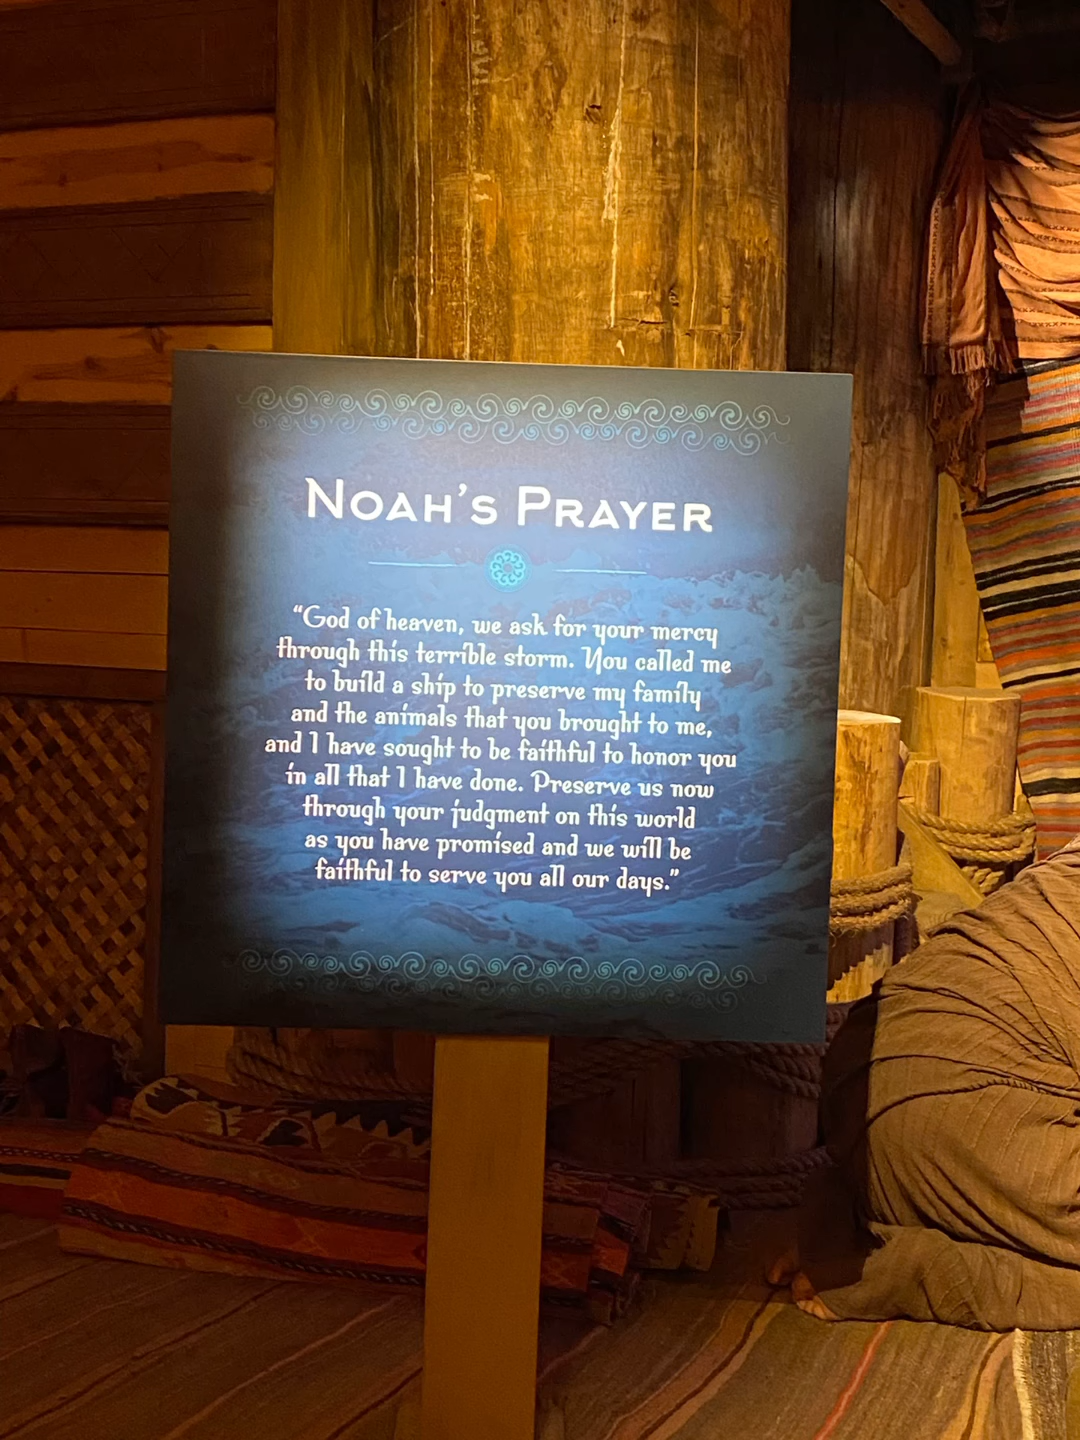 NOAH'S PRAYER
“God of heaven, we ask for your mercy
through this terrible storm. You called me
to build a ship to preserve my family
and the animals that you brought to me,
and I have sought to be faithful to honor you
in all that I have done. Preserve us now
through your judgment on this world
as you have promised and we will be
faithful to serve you all our days.”